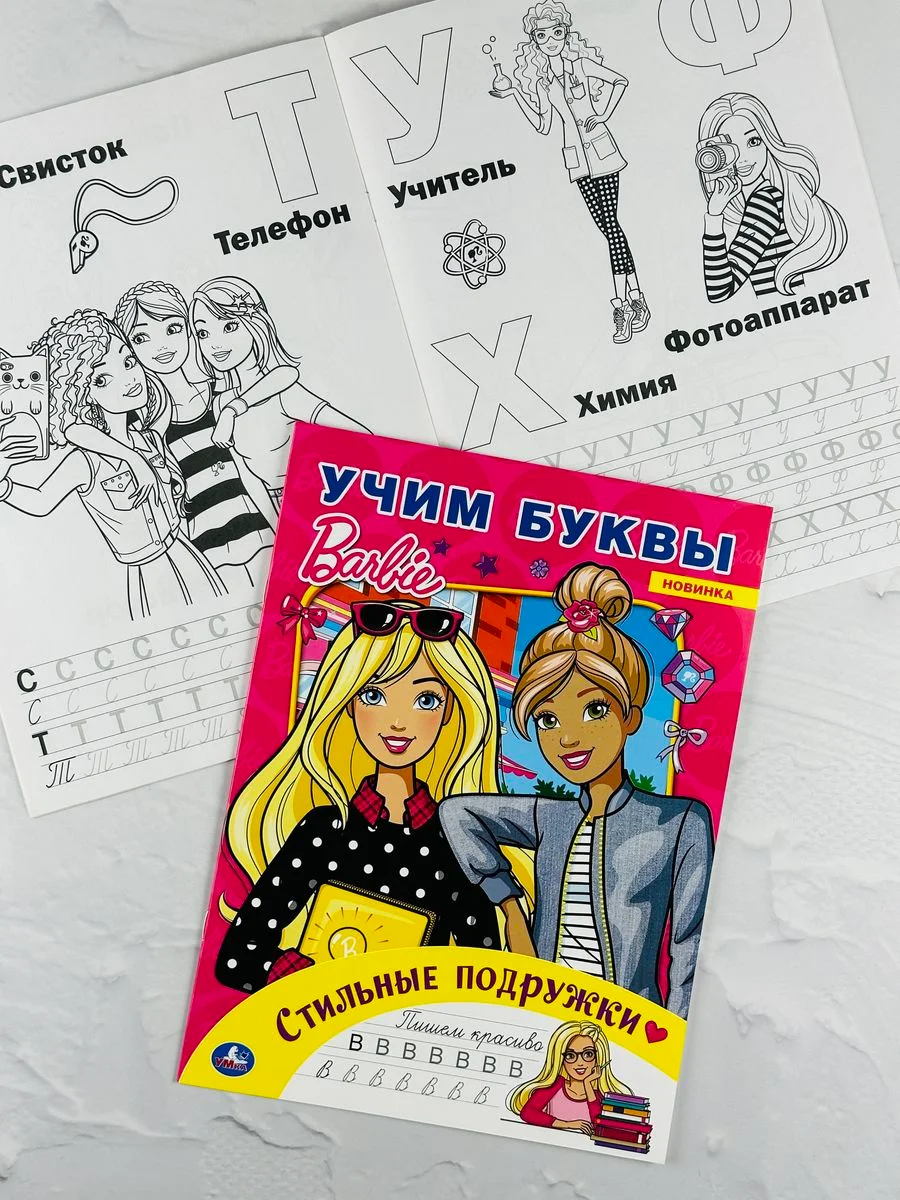 Т
У
Ф
Свисток
Телефон
Учитель
Фотоаппарат
Х
Химия
У У У У У У У У У
У У У У У У У У
Ф Ф Ф Ф Ф Ф
Х Х Х Х
Х Х Х Х
С С С С С С С
С С С С С С
Т Т Т Т Т Т
Т Т Т Т Т
УЧИМ БУКВЫ
Barbie
НОВИНКА
B
Стильные подружки
Пишем красиво
В В В В В В В
В В В В В В В
УМка